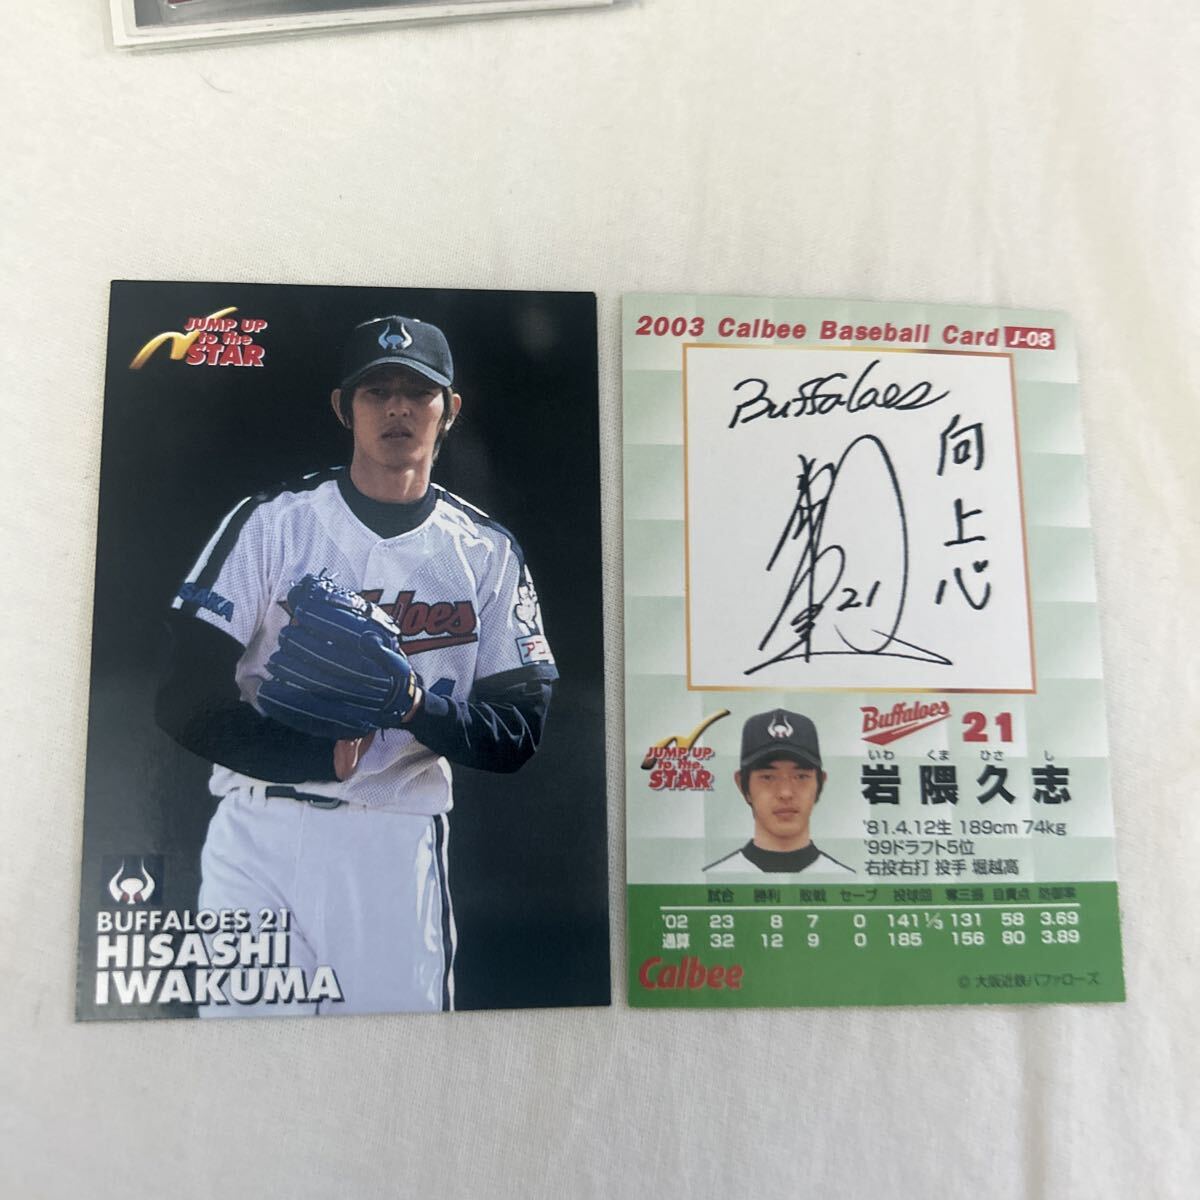 JUMP UP
to the
STAR
OSAKA
Buffaloes
BUFFALOES 21
HISASHI
IWAKUMA
2003 Calbee Baseball Card J-08
Buffaloes
向上心
21
JUMP UP
to the
STAR
Buffaloes 21
いわ くま ひさ し
岩隈久志
'81.4.12生 189cm 74kg
'99ドラフト5位
右投右打 投手 堀越高
試合 勝利 敗戦 セーブ 投球回 奪三振 自責点 防御率
'02 23 8 7 0 141 1/3 131 58 3.69
通算 32 12 9 0 185 156 80 3.89
Calbee
© 大阪近鉄バファローズ